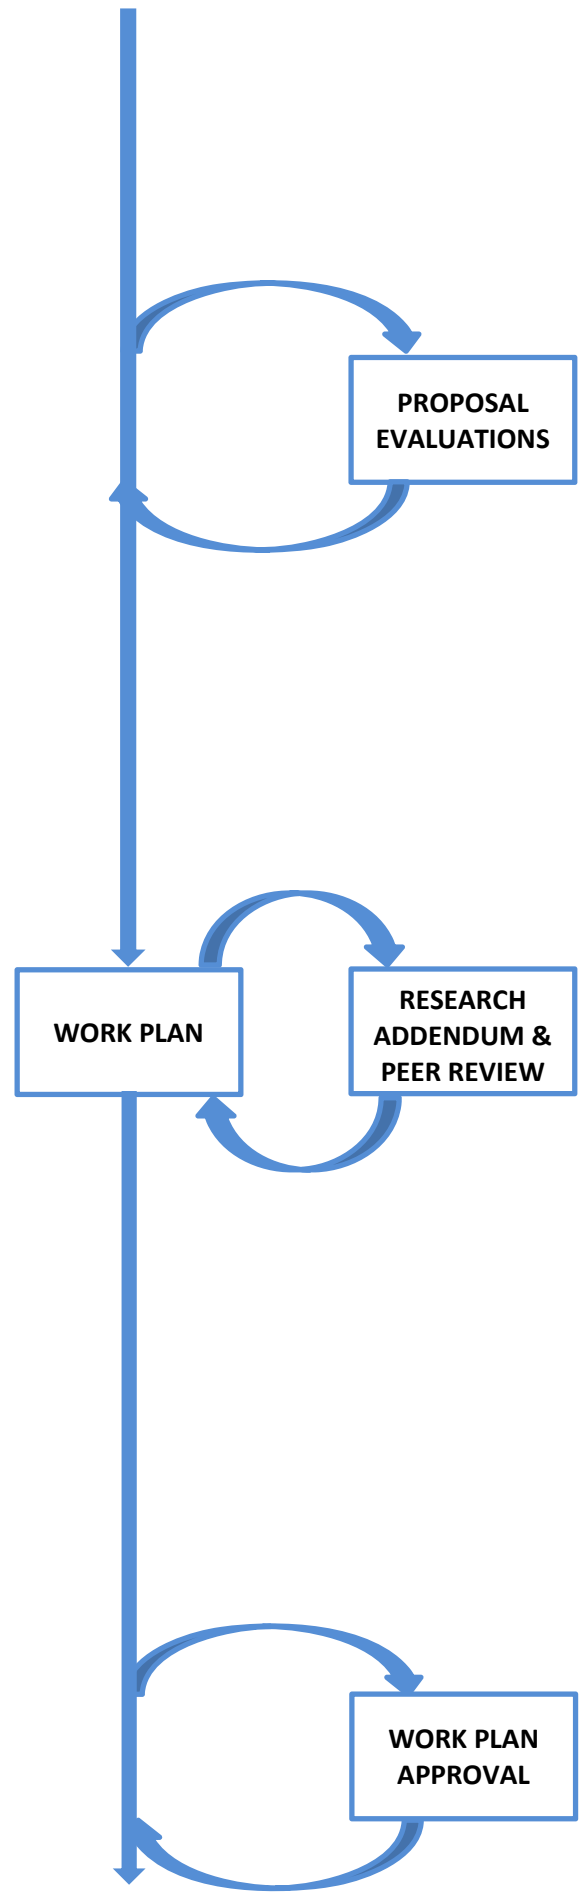 PROPOSAL
EVALUATIONS
WORK PLAN
RESEARCH
ADDENDUM &
PEER REVIEW
WORK PLAN
APPROVAL